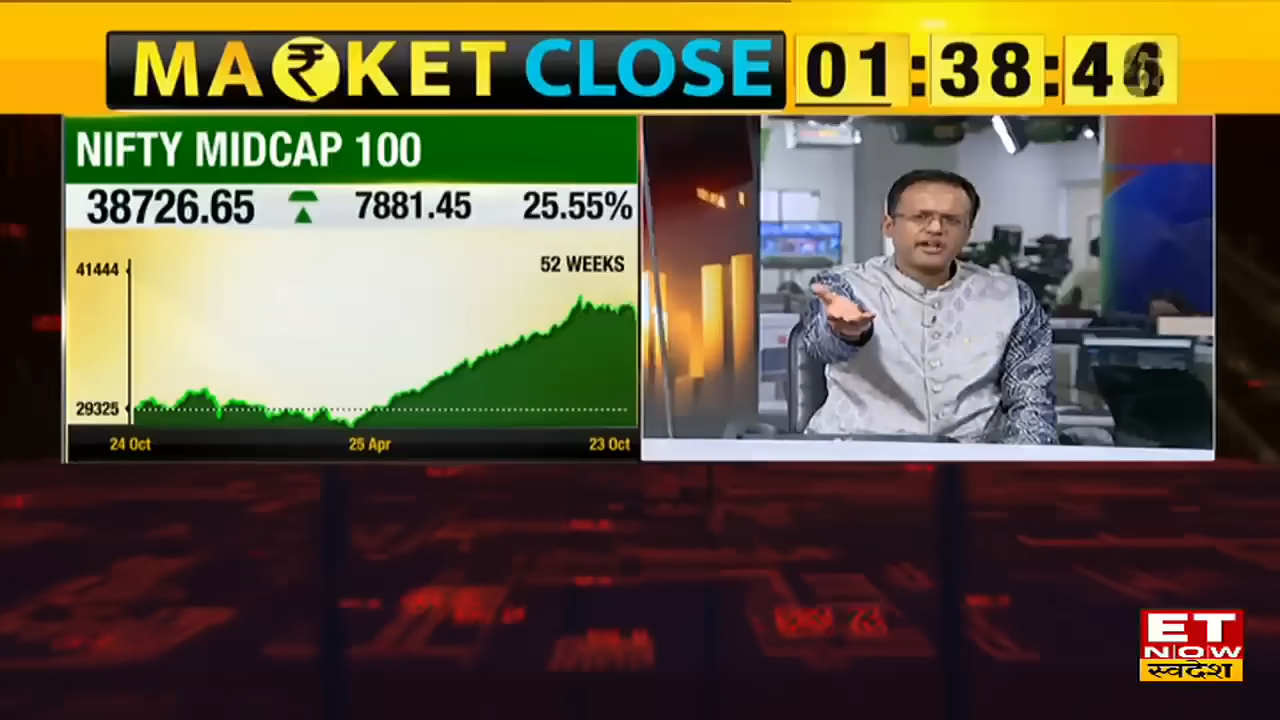 MA₹KET CLOSE 01:38:46
NIFTY MIDCAP 100
38726.65 7881.45 25.55%
41444
52 WEEKS
29325
24 Oct 25 Apr 23 Oct
ET
NOW
स्वदेश